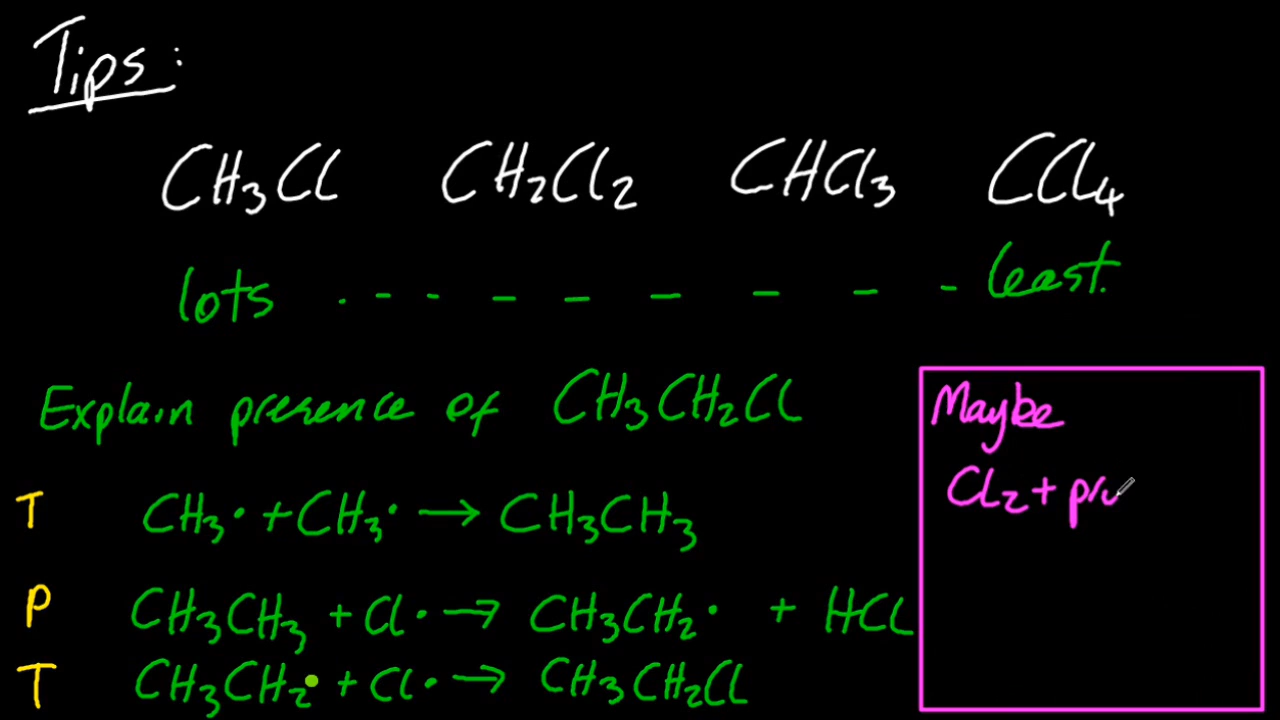 Tips:
CH₃Cl CH₂Cl₂ CHCl₃ CCl₄
lots . - - - - - - - - least.
Explain presence of CH₃CH₂Cl
Maybe
Cl₂ + pro
T CH₃• + CH₃• → CH₃CH₃
P CH₃CH₃ + Cl• → CH₃CH₂• + HCl
T CH₃CH₂• + Cl• → CH₃CH₂Cl